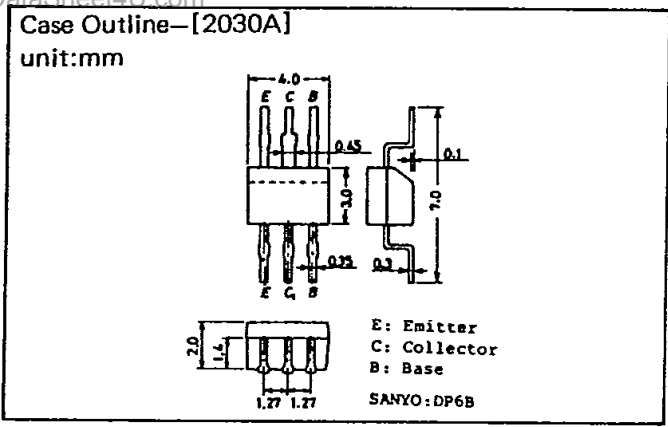 Case Outline—[2030A]
unit:mm
4.0
E C B
0.45
0.1
3.0
7.0
0.35
0.3
E C B
2.0
1.4
1.27 1.27
E: Emitter
C: Collector
B: Base
SANYO:DP6B